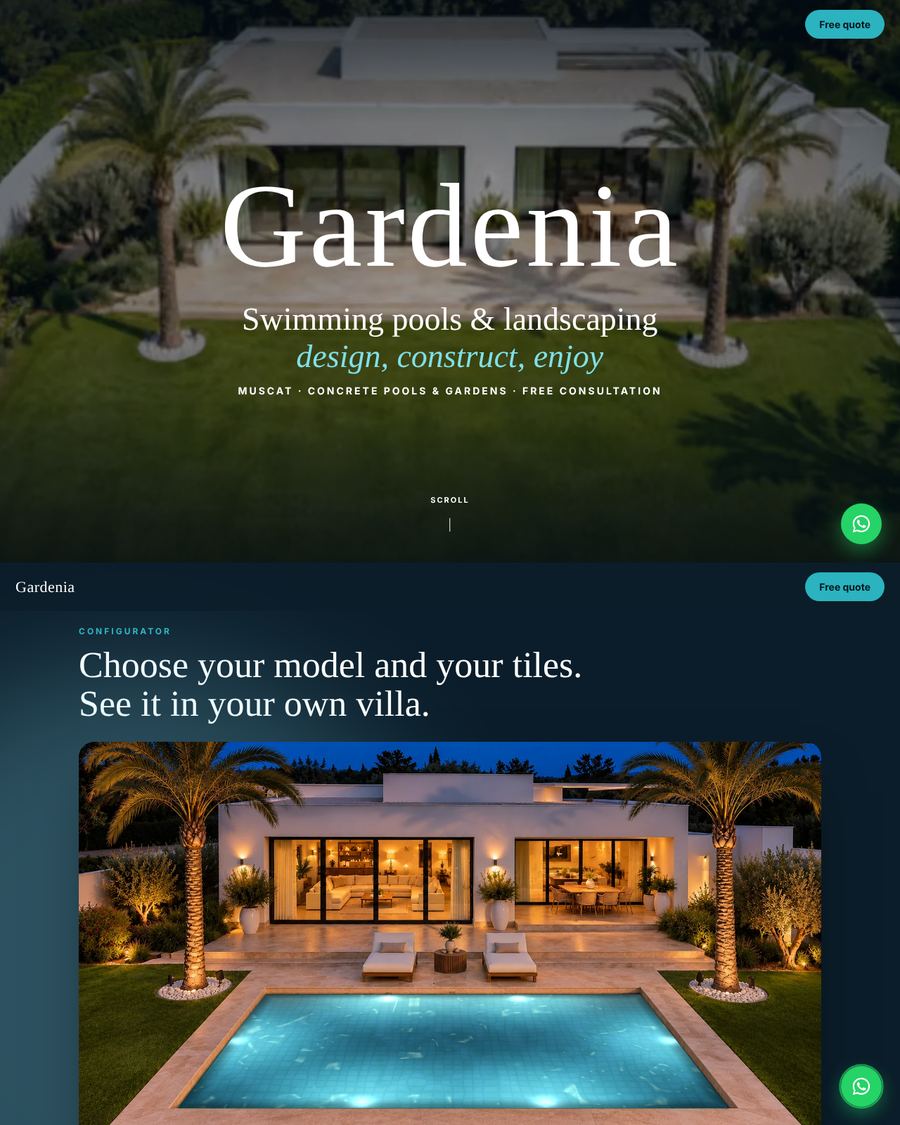 Free quote
Gardenia
Swimming pools & landscaping
design, construct, enjoy
MUSCAT · CONCRETE POOLS & GARDENS · FREE CONSULTATION
SCROLL
Gardenia
Free quote
CONFIGURATOR
Choose your model and your tiles.
See it in your own villa.